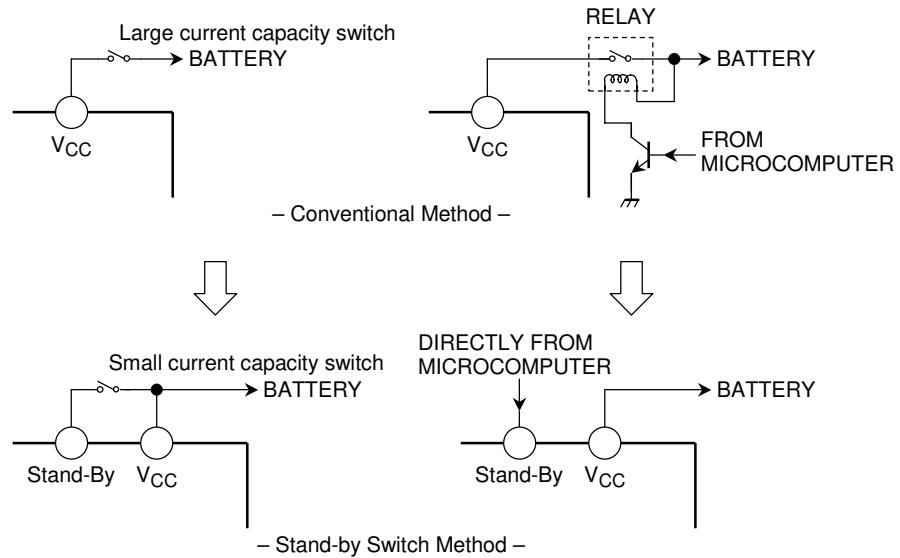 RELAY
Large current capacity switch
BATTERY
BATTERY
VCC
VCC
FROM
MICROCOMPUTER
– Conventional Method –
Small current capacity switch
BATTERY
DIRECTLY FROM
MICROCOMPUTER
BATTERY
Stand-By
VCC
Stand-By
VCC
– Stand-by Switch Method –